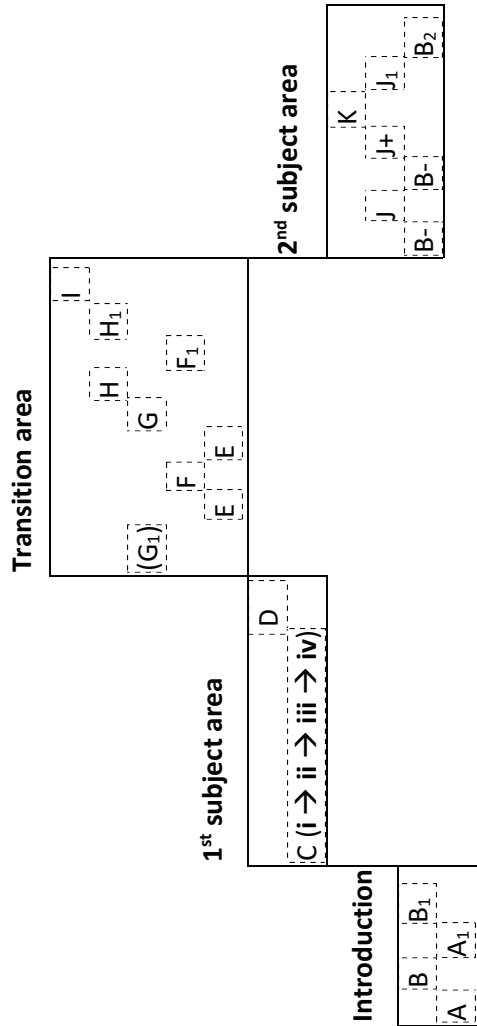 Introduction
B B₁
A A₁
1ˢᵗ subject area
D
C (i → ii → iii → iv)
Transition area
I
H H₁
(G₁) G
F F₁
E E
2ⁿᵈ subject area
K
J J+ J₁
B- B- B₂